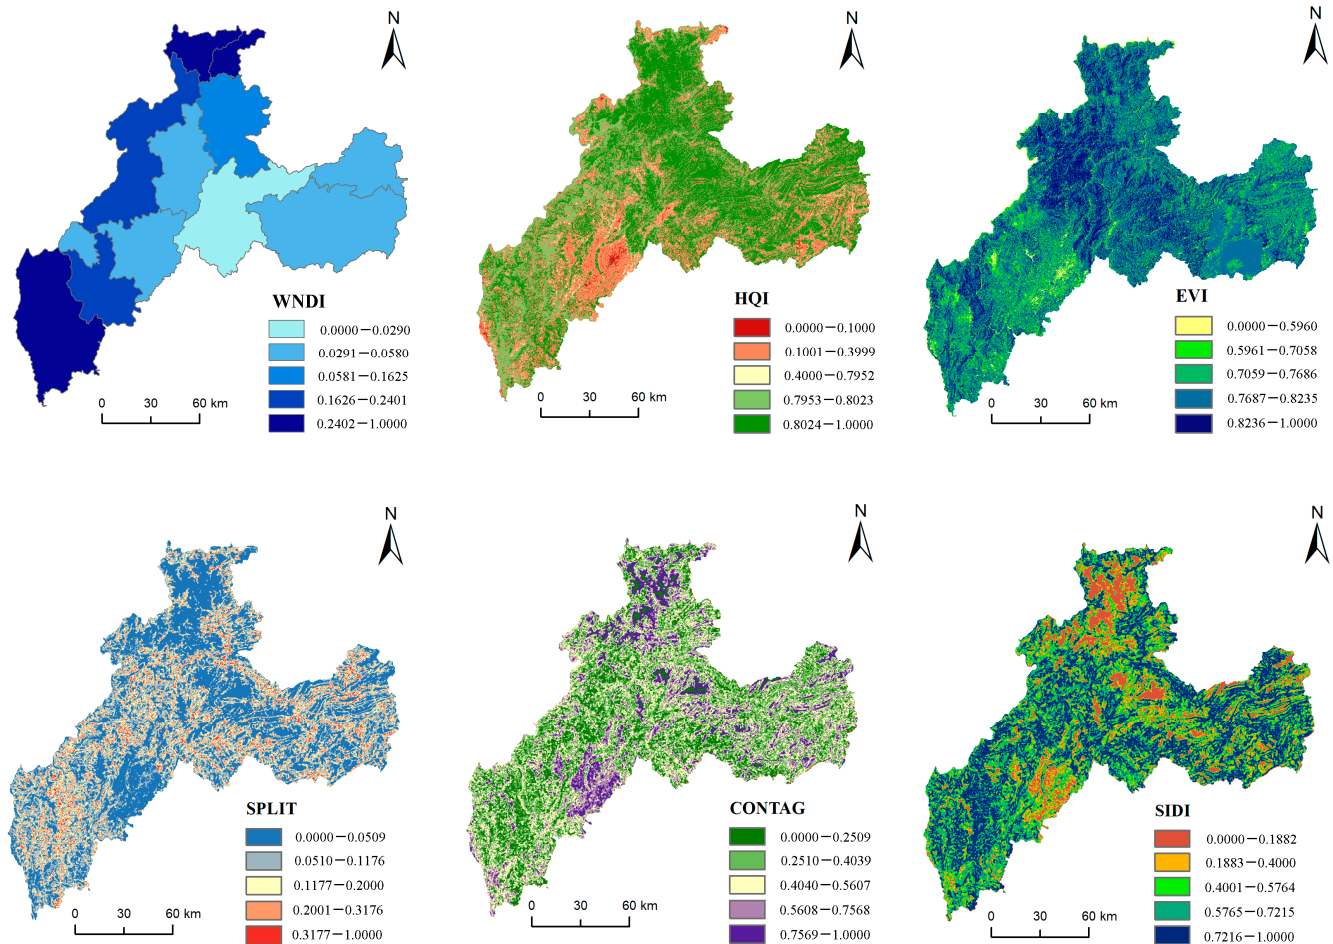 N
WNDI
0.0000—0.0290
0.0291—0.0580
0.0581—0.1625
0.1626—0.2401
0.2402—1.0000
0 30 60 km
N
HQI
0.0000—0.1000
0.1001—0.3999
0.4000—0.7952
0.7953—0.8023
0.8024—1.0000
0 30 60 km
N
EVI
0.0000—0.5960
0.5961—0.7058
0.7059—0.7686
0.7687—0.8235
0.8236—1.0000
0 30 60 km
N
SPLIT
0.0000—0.0509
0.0510—0.1176
0.1177—0.2000
0.2001—0.3176
0.3177—1.0000
0 30 60 km
N
CONTAG
0.0000—0.2509
0.2510—0.4039
0.4040—0.5607
0.5608—0.7568
0.7569—1.0000
0 30 60 km
N
SIDI
0.0000—0.1882
0.1883—0.4000
0.4001—0.5764
0.5765—0.7215
0.7216—1.0000
0 30 60 km